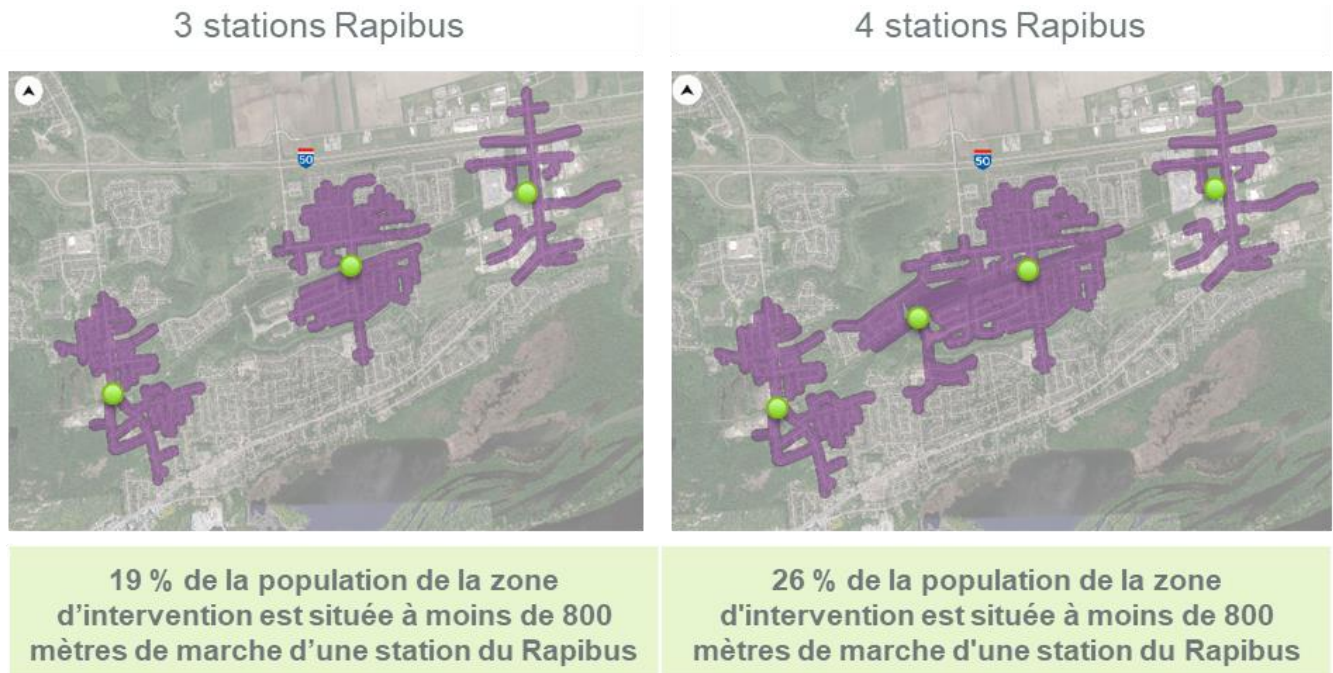 3 stations Rapibus
4 stations Rapibus
50
50
19 % de la population de la zone
d’intervention est située à moins de 800
mètres de marche d’une station du Rapibus
26 % de la population de la zone
d'intervention est située à moins de 800
mètres de marche d'une station du Rapibus